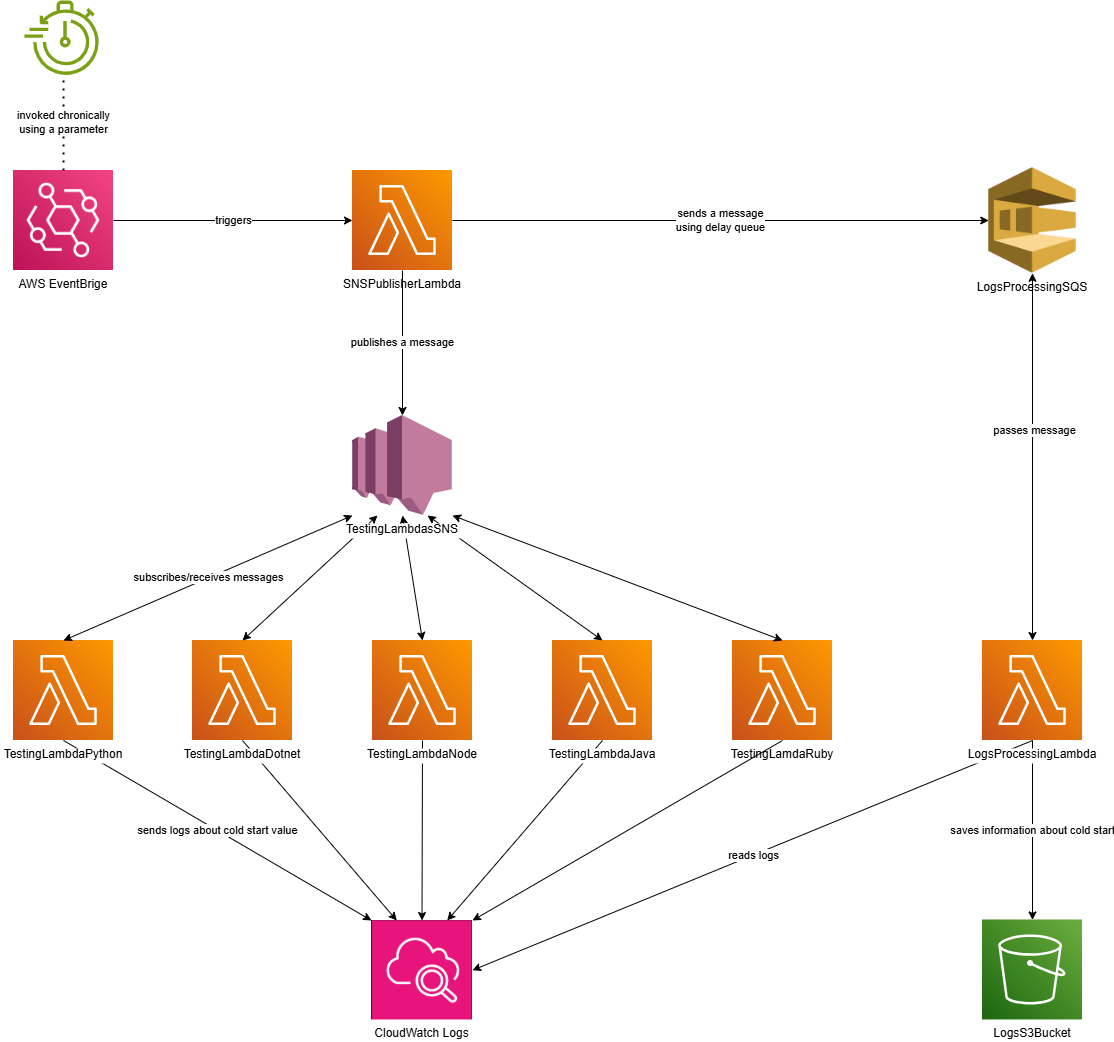 invoked chronically
using a parameter
triggers
sends a message
using delay queue
AWS EventBrige
SNSPublisherLambda
LogsProcessingSQS
publishes a message
passes message
TestingLambdasSNS
subscribes/receives messages
TestingLambdaPython
TestingLambdaDotnet
TestingLambdaNode
TestingLambdaJava
TestingLamdaRuby
LogsProcessingLambda
sends logs about cold start value
saves information about cold start
reads logs
CloudWatch Logs
LogsS3Bucket